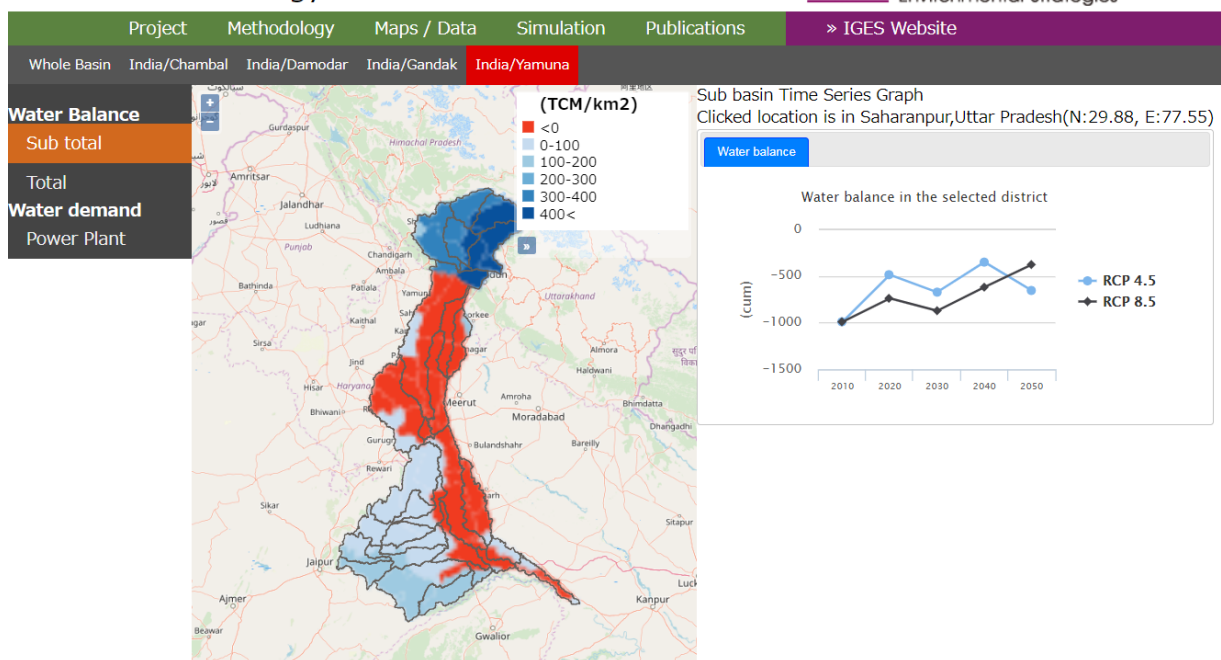 Project Methodology Maps / Data Simulation Publications » IGES Website
Whole Basin India/Chambal India/Damodar India/Gandak India/Yamuna
Water Balance
Sub total
Total
Water demand
Power Plant
+
−
Gurdaspur
Himachal Pradesh
Amritsar
لاہور
Jalandhar
قصور
Ludhiana
Punjab
Chandigarh
Ambala
Bathinda
Patiala
Uttarakhand
Kaithal
Sirsa
Jind
Almora
Haldwani
Hisar
Haryana
Meerut
Amroha
Bhimdatta
Bhiwani
Moradabad
Dhangadhi
Bulandshahr
Bareilly
Rewari
Sikar
Sitapur
Jaipur
Ajmer
Kanpur
Beawar
Gwalior
(TCM/km2)
<0
0-100
100-200
200-300
300-400
400<
»
Sub basin Time Series Graph
Clicked location is in Saharanpur,Uttar Pradesh(N:29.88, E:77.55)
Water balance
Water balance in the selected district
0
−500
−1000
−1500
(cum)
2010 2020 2030 2040 2050
RCP 4.5
RCP 8.5